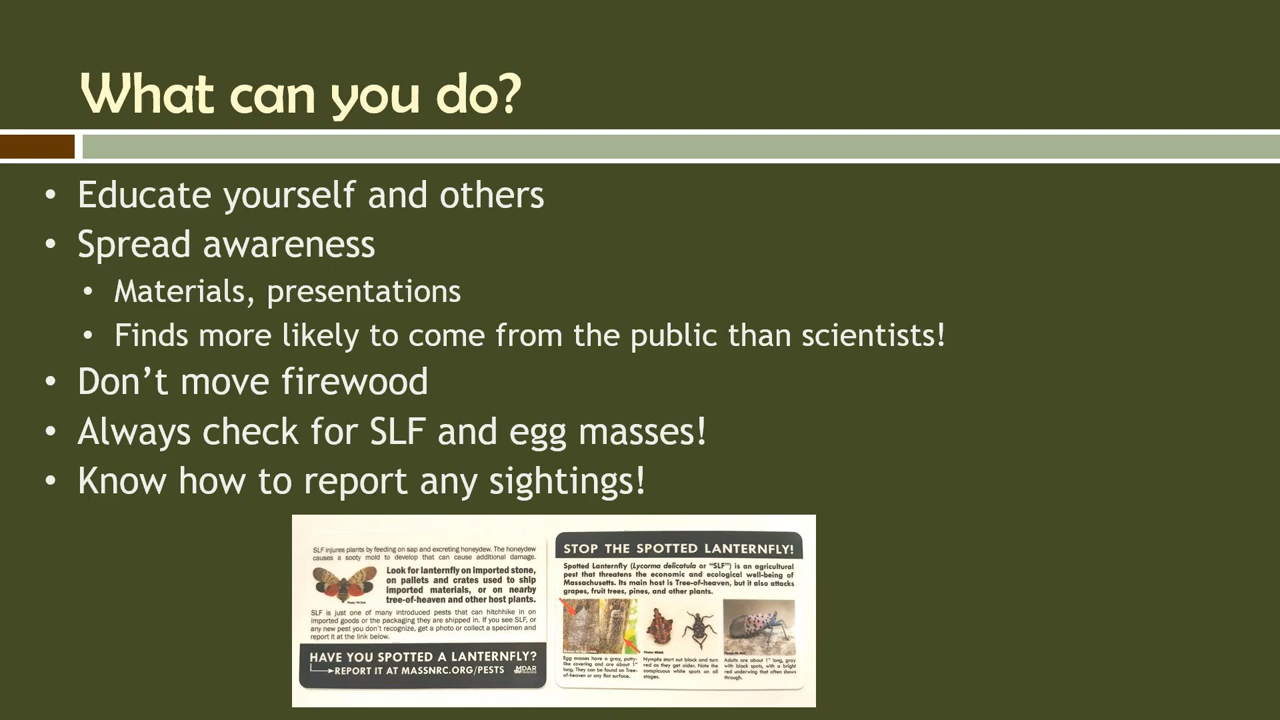 What can you do?
• Educate yourself and others
• Spread awareness
• Materials, presentations
• Finds more likely to come from the public than scientists!
• Don’t move firewood
• Always check for SLF and egg masses!
• Know how to report any sightings!
SLF injures plants by feeding on sap and excreting honeydew. The honeydew
causes a sooty mold to develop that can cause additional damage.
Look for lanternfly on imported stone,
on pallets and crates used to ship
imported materials, or on nearby
tree-of-heaven and other host plants.
SLF is just one of many introduced pests that can hitchhike in on
imported goods or the packaging they are shipped in. If you see SLF, or
any new pest you don't recognize, get a photo or collect a specimen and
report it at the link below.
HAVE YOU SPOTTED A LANTERNFLY?
REPORT IT AT MASSNRC.ORG/PESTS
MDAR
STOP THE SPOTTED LANTERNFLY!
Spotted Lanternfly (Lycorma delicatula or "SLF") is an agricultural
pest that threatens the economic and ecological well-being of
Massachusetts. Its main host is Tree-of-heaven, but it also attacks
grapes, fruit trees, pines, and other plants.
Egg masses have a gray, putty-
like covering and are about 1"
long. They can be found on Tree-
of-heaven or any flat surface.
Nymphs start out black and turn
red as they get older. Note the
conspicuous white spots on all
stages.
Adults are about 1" long, gray
with black spots, with a bright
red underwing that often shows
through.